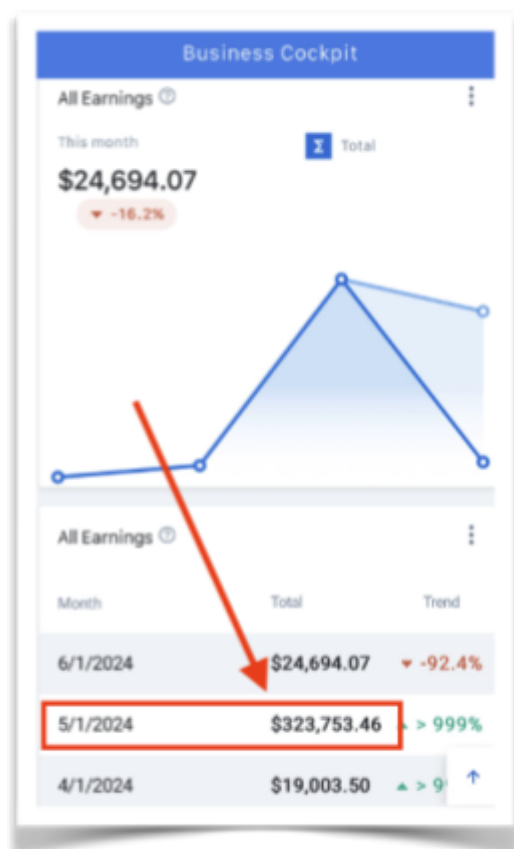 Business Cockpit
All Earnings
This month
Σ Total
$24,694.07
-16.2%
All Earnings
Month Total Trend
6/1/2024 $24,694.07 -92.4%
5/1/2024 $323,753.46 > 999%
4/1/2024 $19,003.50 > 9